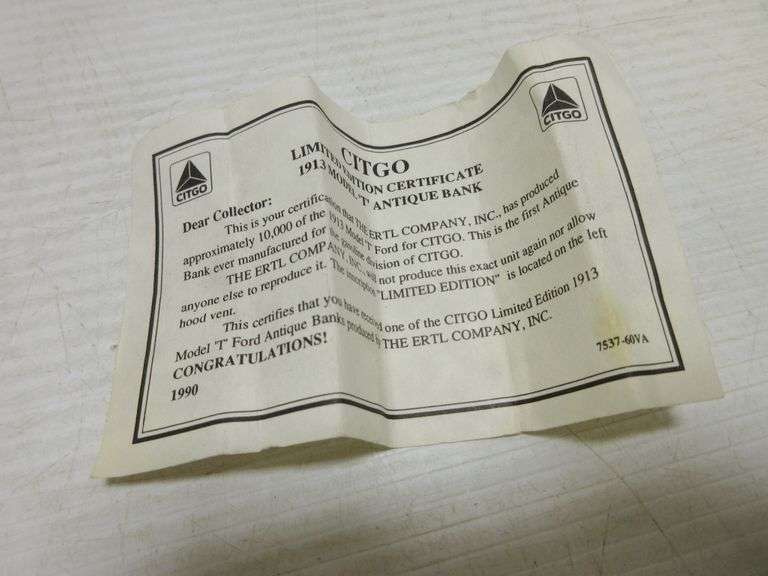 CITGO
CITGO
CITGO
LIMITED EDITION CERTIFICATE
1913 MODEL 'T' ANTIQUE BANK
Dear Collector:
This is your certification that THE ERTL COMPANY, INC., has produced
approximately 10,000 of the 1913 Model 'T' Ford for CITGO. This is the first Antique
Bank ever manufactured for the gasoline division of CITGO.
THE ERTL COMPANY, INC. will not produce this exact unit again nor allow
anyone else to reproduce it. The inscription "LIMITED EDITION" is located on the left
hood vent.
This certifies that you have received one of the CITGO Limited Edition 1913
Model 'T' Ford Antique Banks produced by THE ERTL COMPANY, INC.
CONGRATULATIONS!
1990
7537-60VA